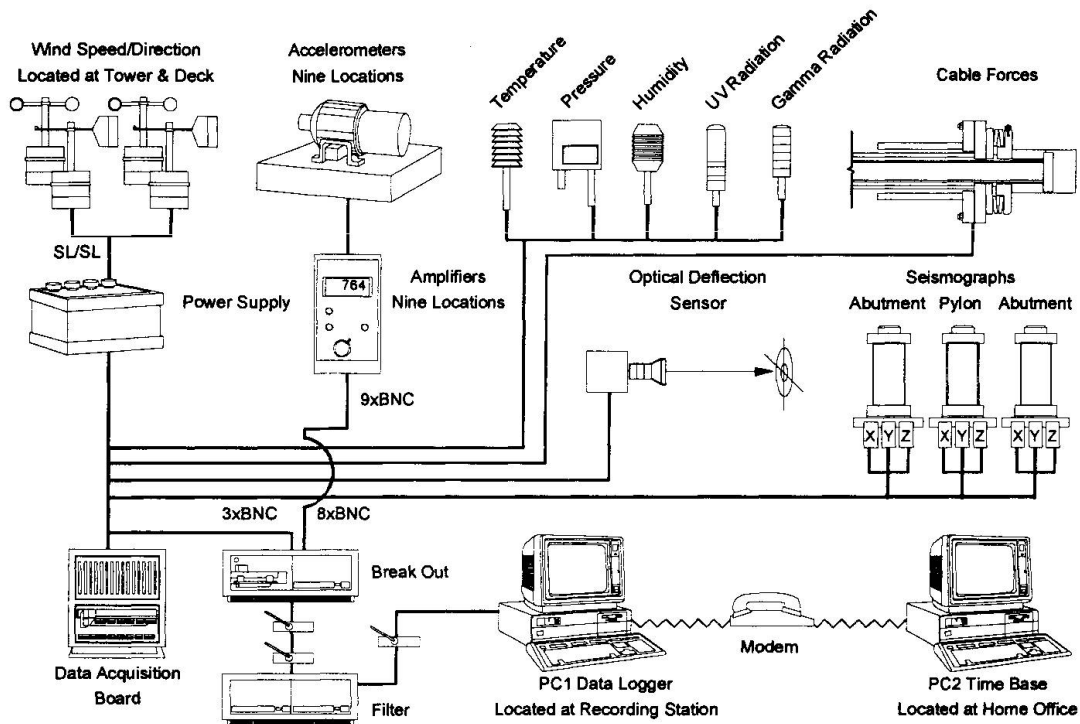 Wind Speed/Direction
Located at Tower & Deck
Accelerometers
Nine Locations
Temperature
Pressure
Humidity
UV Radiation
Gamma Radiation
Cable Forces
SL/SL
Power Supply
764
Amplifiers
Nine Locations
Optical Deflection
Sensor
Seismographs
Abutment Pylon Abutment
9xBNC
X Y Z X Y Z X Y Z
3xBNC 8xBNC
Break Out
Data Acquisition
Board
Filter
Modem
PC1 Data Logger
Located at Recording Station
PC2 Time Base
Located at Home Office